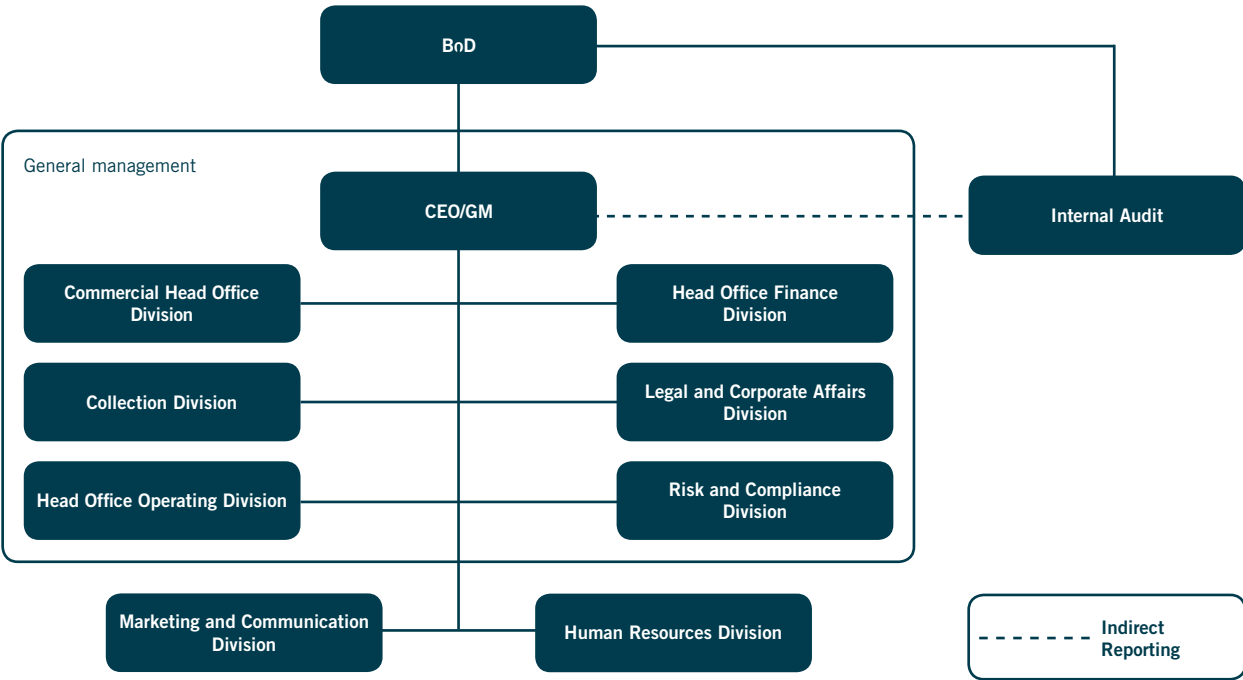 BoD
General management
CEO/GM
Internal Audit
Commercial Head Office
Division
Head Office Finance
Division
Collection Division
Legal and Corporate Affairs
Division
Head Office Operating Division
Risk and Compliance
Division
Marketing and Communication
Division
Human Resources Division
Indirect
Reporting